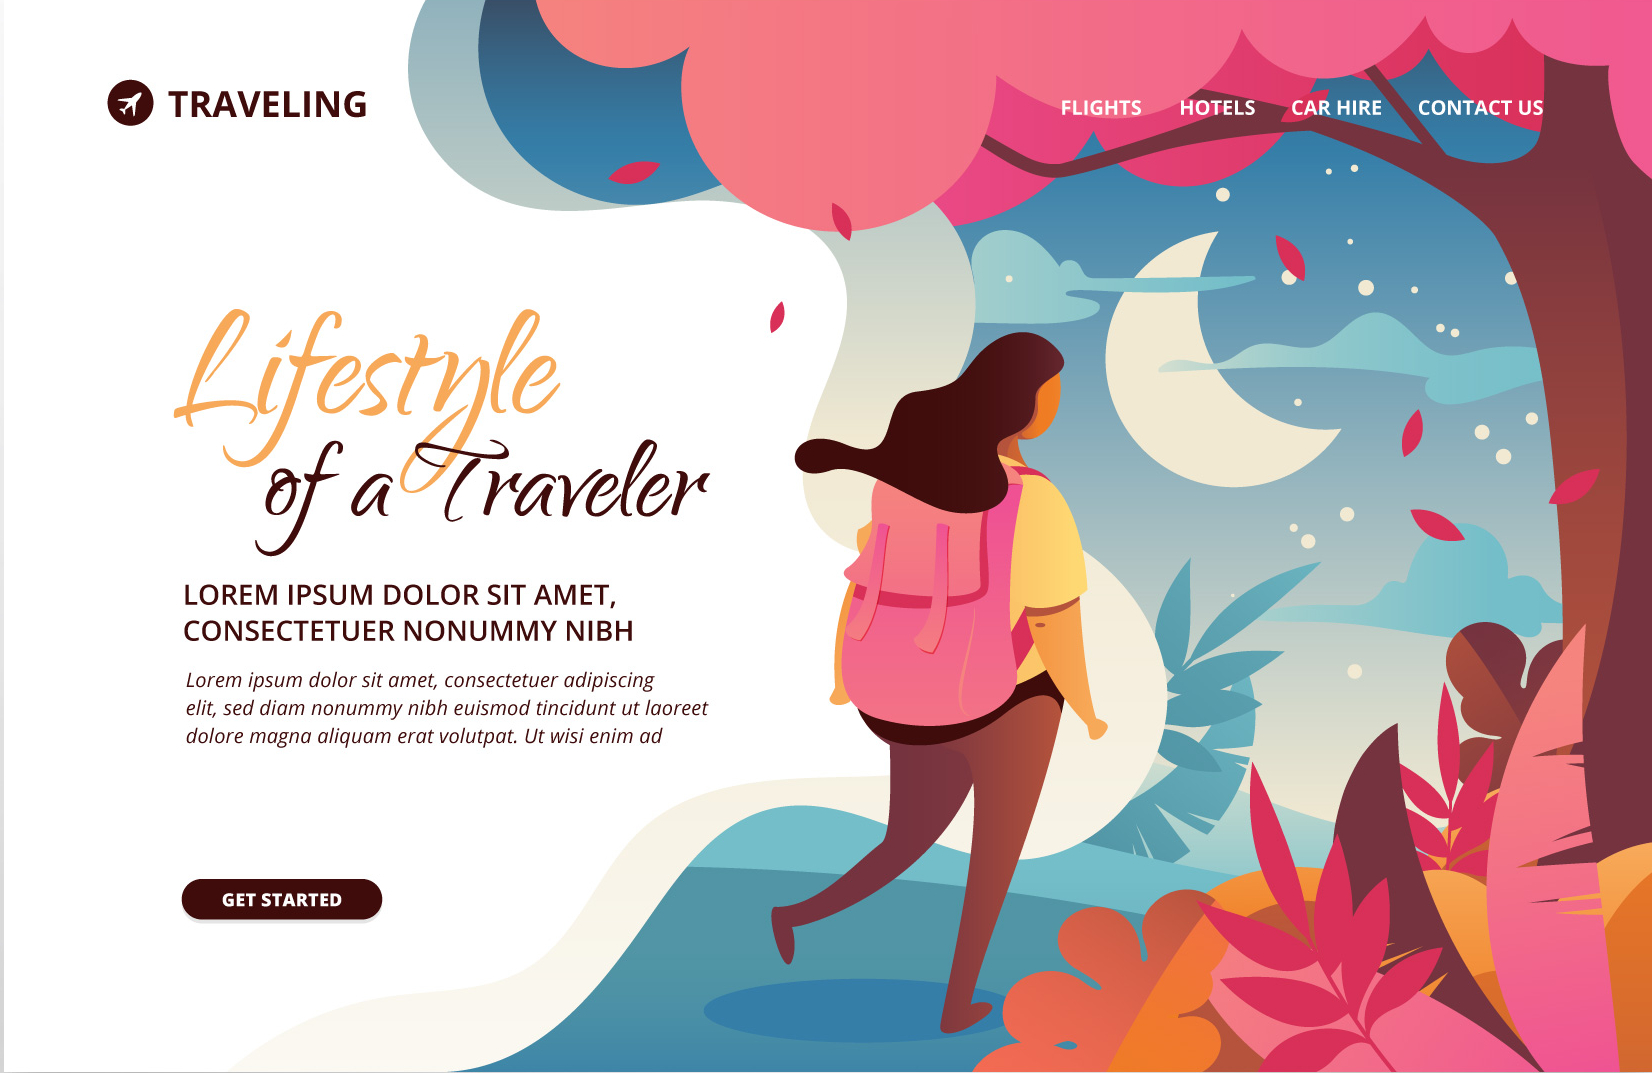 TRAVELING
FLIGHTS HOTELS CAR HIRE CONTACT US
Lifestyle
of a Traveler
LOREM IPSUM DOLOR SIT AMET,
CONSECTETUER NONUMMY NIBH
Lorem ipsum dolor sit amet, consectetuer adipiscing
elit, sed diam nonummy nibh euismod tincidunt ut laoreet
dolore magna aliquam erat volutpat. Ut wisi enim ad
GET STARTED